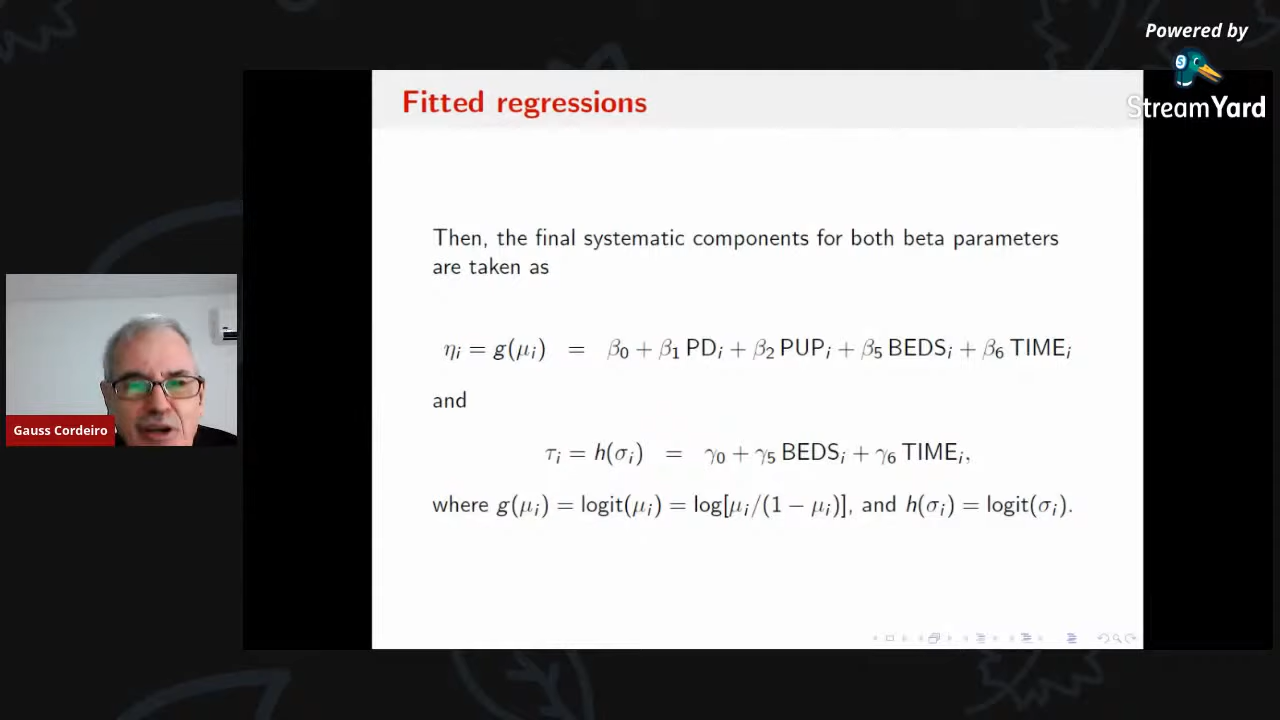 Powered by
StreamYard
Fitted regressions
Then, the final systematic components for both beta parameters
are taken as
ηᵢ = g(μᵢ) = β₀ + β₁ PDᵢ + β₂ PUPᵢ + β₅ BEDSᵢ + β₆ TIMEᵢ
and
τᵢ = h(σᵢ) = γ₀ + γ₅ BEDSᵢ + γ₆ TIMEᵢ,
where g(μᵢ) = logit(μᵢ) = log[μᵢ/(1 − μᵢ)], and h(σᵢ) = logit(σᵢ).
Gauss Cordeiro